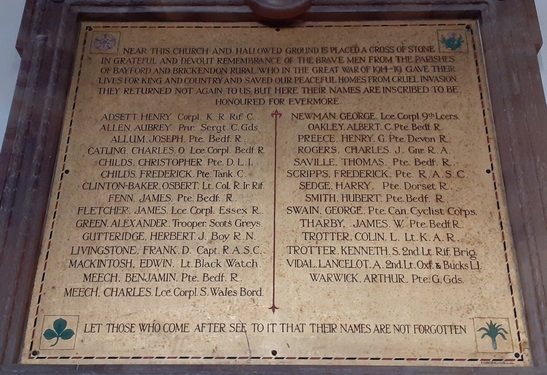 NEAR THIS CHURCH AND HALLOWED GROUND IS PLACED A CROSS OF STONE
IN GRATEFUL AND DEVOUT REMEMBRANCE OF THE BRAVE MEN FROM THE PARISHES
OF BAYFORD AND BRICKENDON RURAL, WHO IN THE GREAT WAR OF 1914-19 GAVE THEIR
LIVES FOR KING AND COUNTRY AND SAVED OUR PEACEFUL HOMES FROM CRUEL INVASION
THEY RETURNED NOT AGAIN TO US, BUT HERE THEIR NAMES ARE INSCRIBED TO BE
HONOURED FOR EVERMORE
ADSETT, HENRY. Corpl. K. R. Rif. C.
ALLEN, AUBREY. Pnr Sergt C. Gds
ALLUM, JOSEPH. Pte. Bedf. R.
CATLING, CHARLES, O. Lce Corpl Bedf. R.
CHILDS, CHRISTOPHER, Pte. D. L. I.
CHILDS, FREDERICK, Pte. Tank. C.
CLINTON-BAKER, OSBERT. Lt. Col. R. Ir Rif
FENN, JAMES. Pte. Bedf. R.
FLETCHER, JAMES. Lce Corpl. Essex R.
GREEN, ALEXANDER. Trooper. Scots Greys
GUTTERIDGE, HERBERT. J. Boy R. N.
LIVINGSTONE, FRANK. D. Capt. R.A.S.C.
MACKINTOSH, EDWIN. Lt. Black Watch
MEECH, BENJAMIN. Pte. Bedf. R.
MEECH, CHARLES. Lce. Corpl. S. Wales Bord.
NEWMAN, GEORGE. Lce. Corpl. 9th Lcers.
OAKLEY, ALBERT. C. Pte. Bedf. R.
PREECE, HENRY. G. Pte. Devon R.
ROGERS, CHARLES. J. Gnr R. A.
SAVILLE, THOMAS. Pte. Bedf. R.
SCRIPPS, FREDERICK, Pte. R. A. S. C.
SEDGE, HARRY. Pte. Dorset R.
SMITH, HUBERT. Pte. Bedf. R.
SWAIN, GEORGE. Pte. Can. Cyclist Corps.
THARBY, JAMES. W. Pte. Bedf. R.
TROTTER, COLIN. L. Lt. K. A. R.
TROTTER, KENNETH. S. 2nd Lt. Rif. Brig.
VIDAL, LANCELOT. A. 2nd. Lt. Oxf. & Bucks L.I.
WARWICK, ARTHUR. Pte. G. Gds.
LET THOSE WHO COME AFTER SEE TO IT THAT THEIR NAMES ARE NOT FORGOTTEN